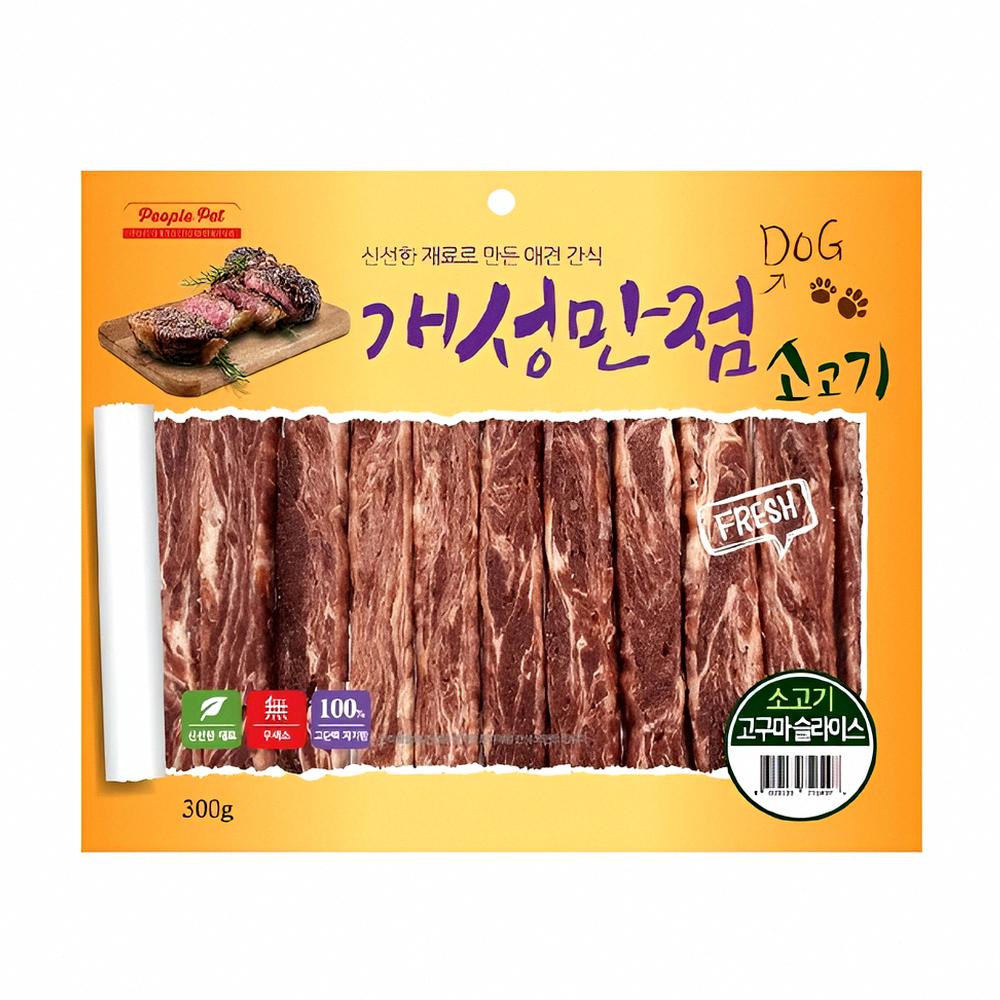 People Pet
신선한 재료로 만든 애견 간식
DOG
개성만점
소고기
FRESH
신선한 재료
無
무색소
100%
300g
소고기
고구마슬라이스